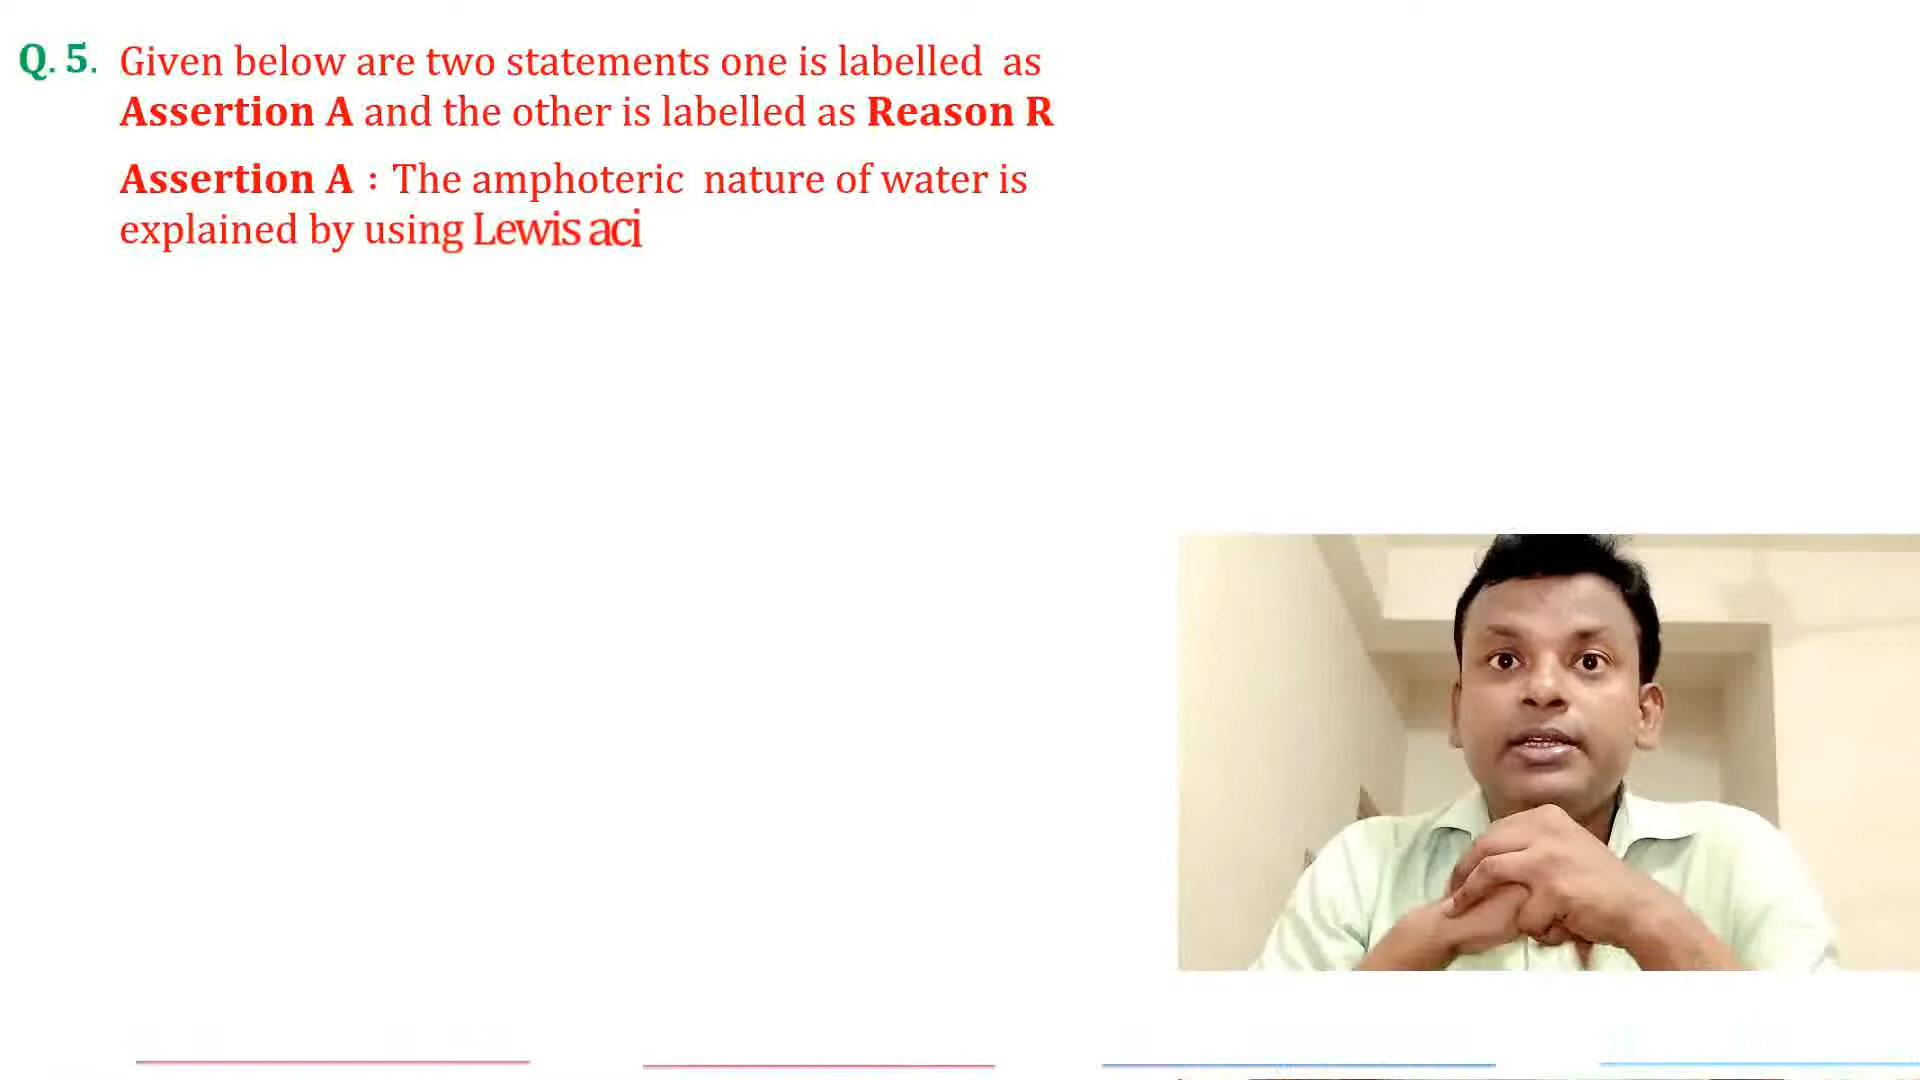 Q. 5. Given below are two statements one is labelled as
Assertion A and the other is labelled as Reason R
Assertion A : The amphoteric nature of water is
explained by using Lewis aci